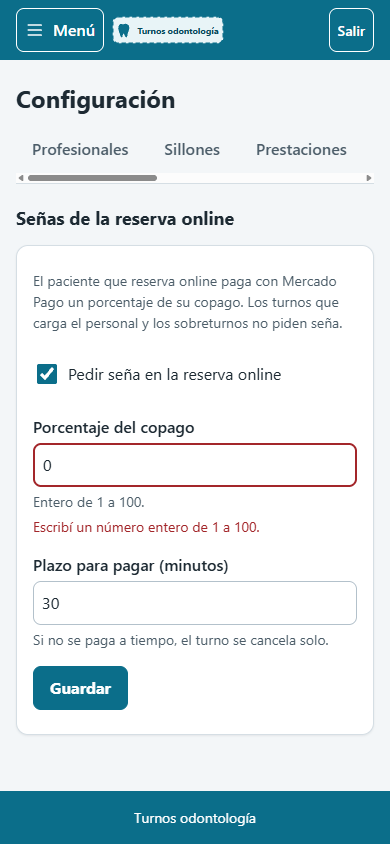 Menú
Turnos odontología
Salir
Configuración
Profesionales
Sillones
Prestaciones
Señas de la reserva online
El paciente que reserva online paga con Mercado
Pago un porcentaje de su copago. Los turnos que
carga el personal y los sobreturnos no piden seña.
Pedir seña en la reserva online
Porcentaje del copago
0
Entero de 1 a 100.
Escribí un número entero de 1 a 100.
Plazo para pagar (minutos)
30
Si no se paga a tiempo, el turno se cancela solo.
Guardar
Turnos odontología